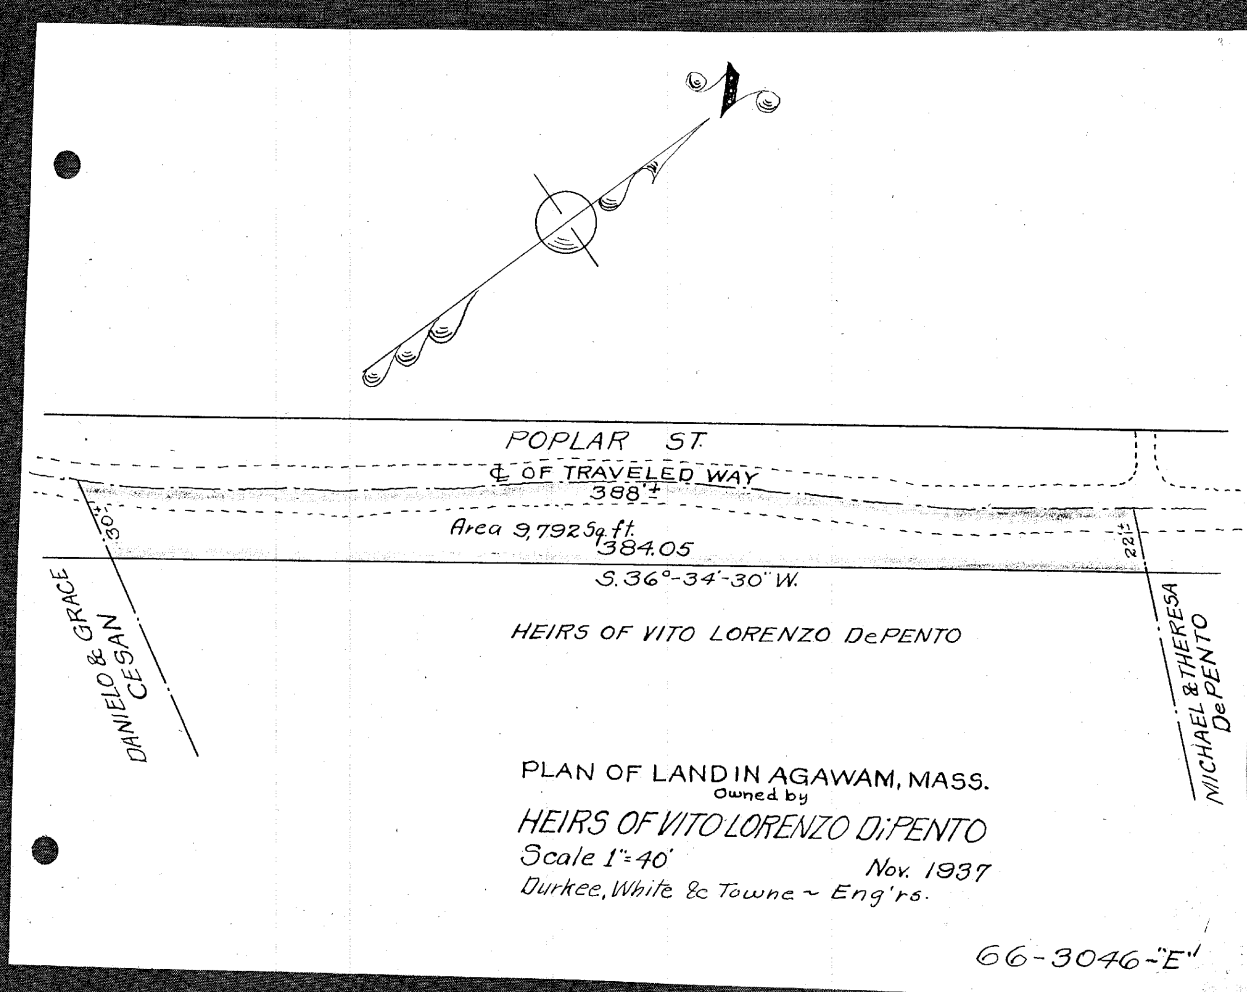 N
POPLAR ST.
℄ OF TRAVELED WAY
388'±
30'±
Area 9,792 Sq. ft.
384.05
22'±
S. 36°-34'-30" W.
HEIRS OF VITO LORENZO DePENTO
DANIELO & GRACE
CESAN
MICHAEL & THERESA
DePENTO
PLAN OF LAND IN AGAWAM, MASS.
Owned by
HEIRS OF VITO LORENZO DiPENTO
Scale 1"=40'
Nov. 1937
Durkee, White & Towne ~ Eng'rs.
66-3046-"E"